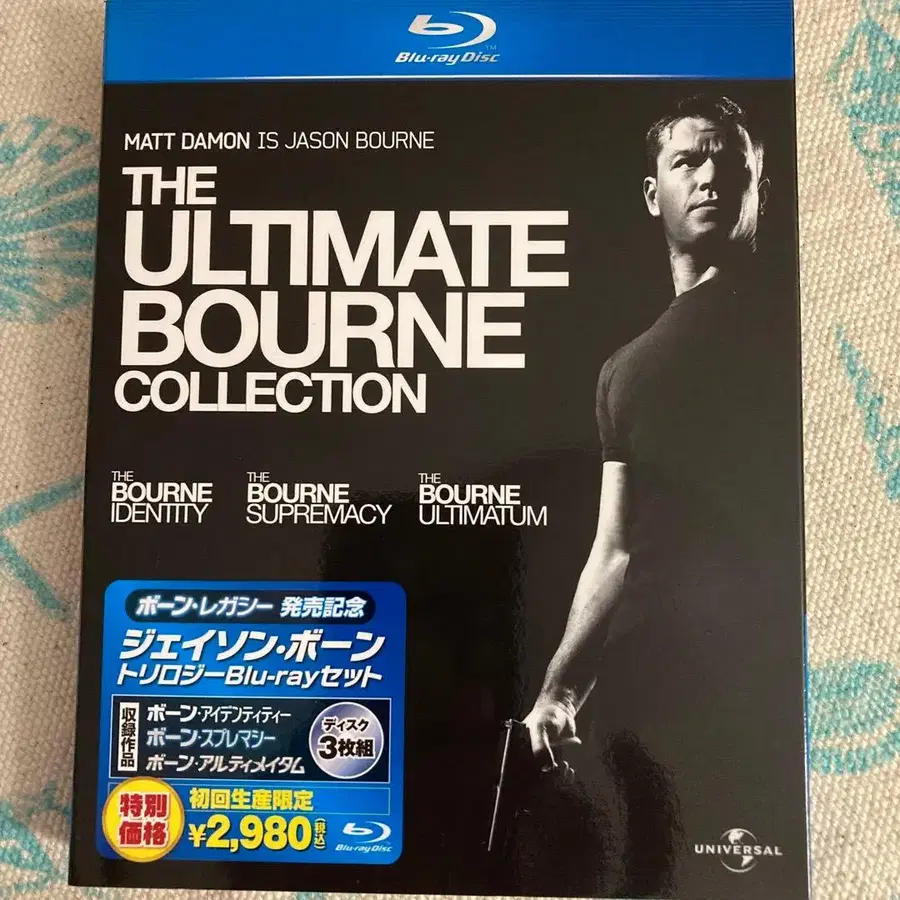 Blu-ray Disc™
MATT DAMON IS JASON BOURNE
THE
ULTIMATE
BOURNE
COLLECTION
THE
BOURNE
IDENTITY
THE
BOURNE
SUPREMACY
THE
BOURNE
ULTIMATUM
ボーン・レガシー 発売記念
ジェイソン・ボーン
トリロジーBlu-rayセット
収録作品
ボーン・アイデンティティー
ボーン・スプレマシー
ボーン・アルティメイタム
ディスク
3枚組
特別
価格
初回生産限定
¥2,980(税込)
Blu-ray Disc
UNIVERSAL